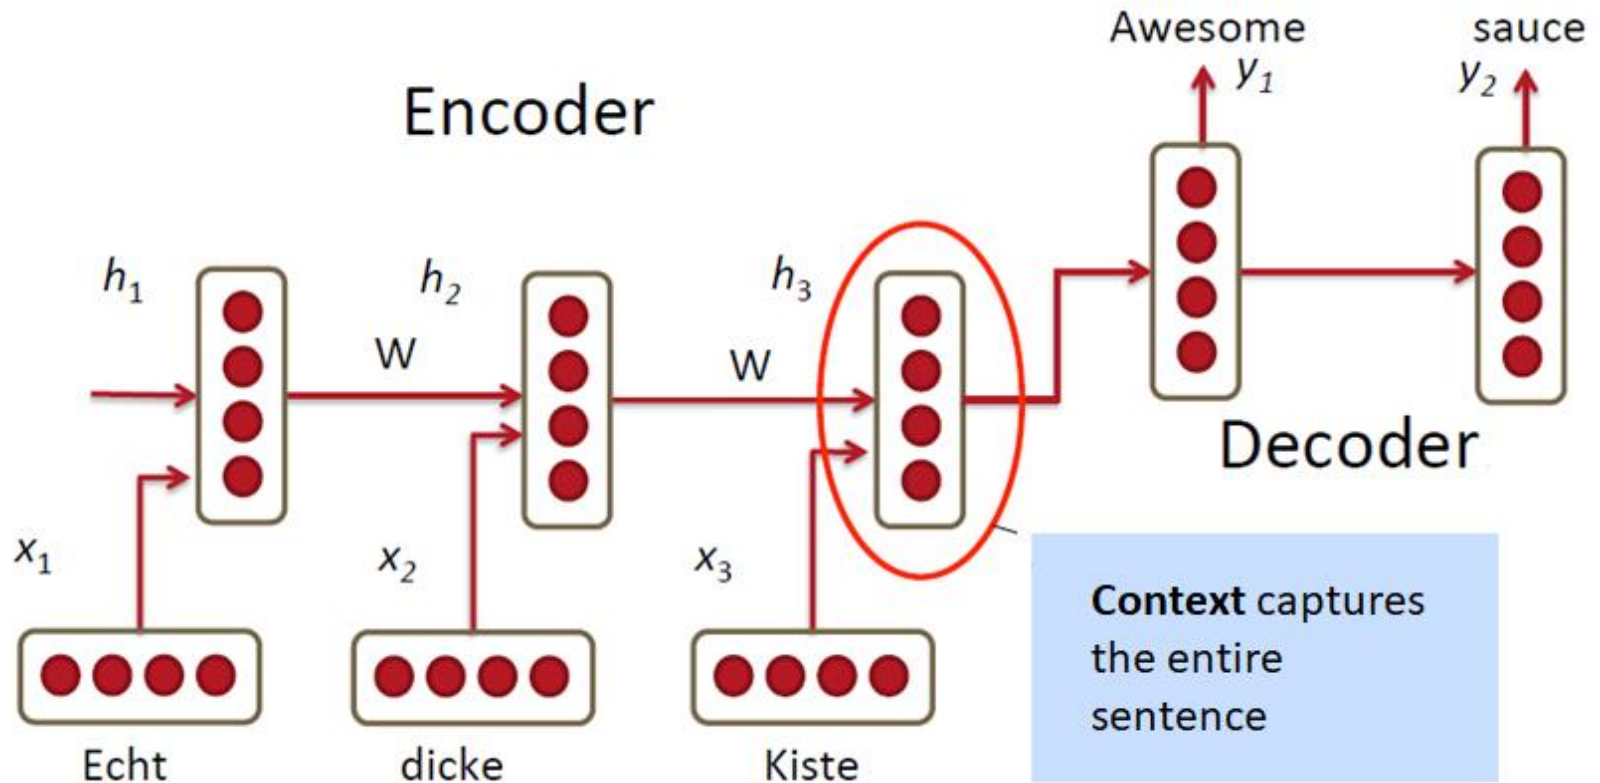 Awesome
sauce
y1
y2
Encoder
h1
h2
h3
W
W
Decoder
x1
x2
x3
Context captures
the entire
sentence
Echt
dicke
Kiste